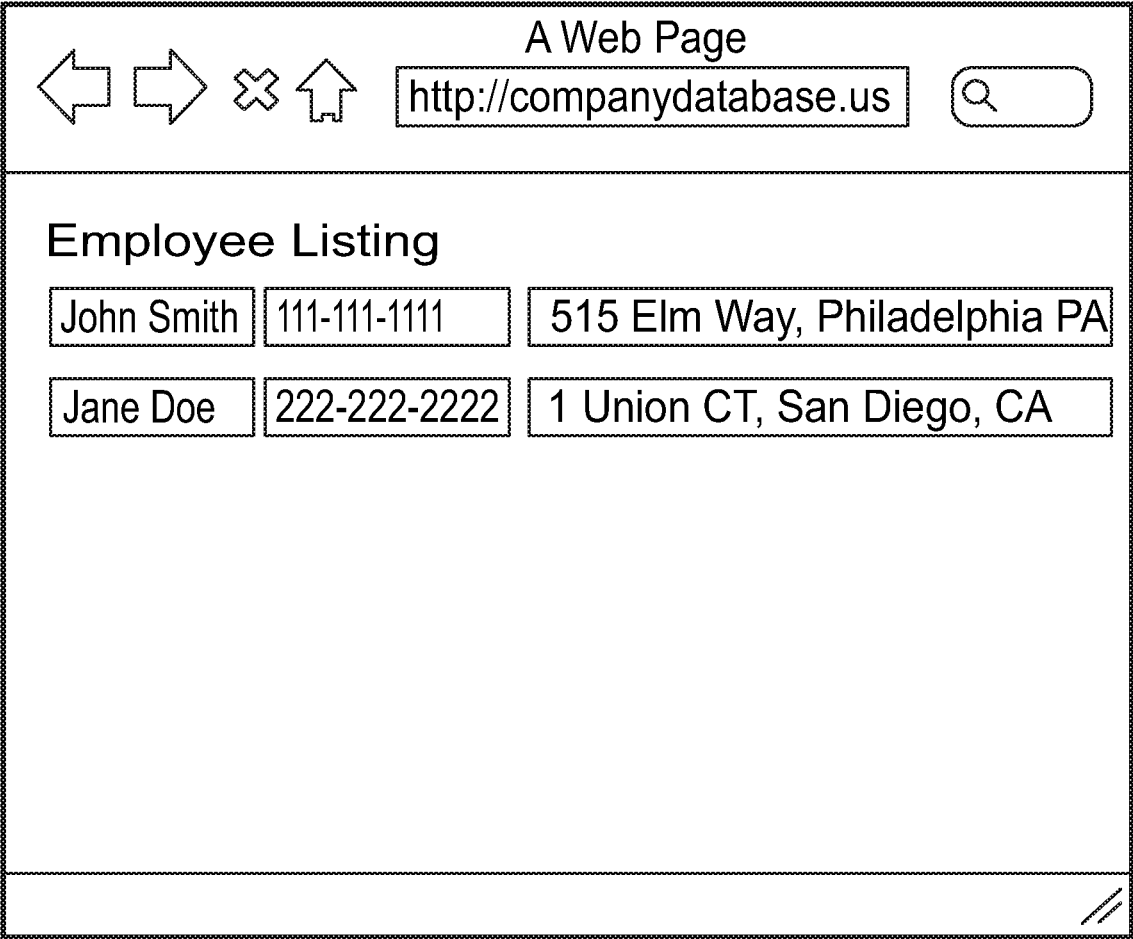 A Web Page
http://companydatabase.us
Employee Listing
John Smith 111-111-1111 515 Elm Way, Philadelphia PA
Jane Doe 222-222-2222 1 Union CT, San Diego, CA